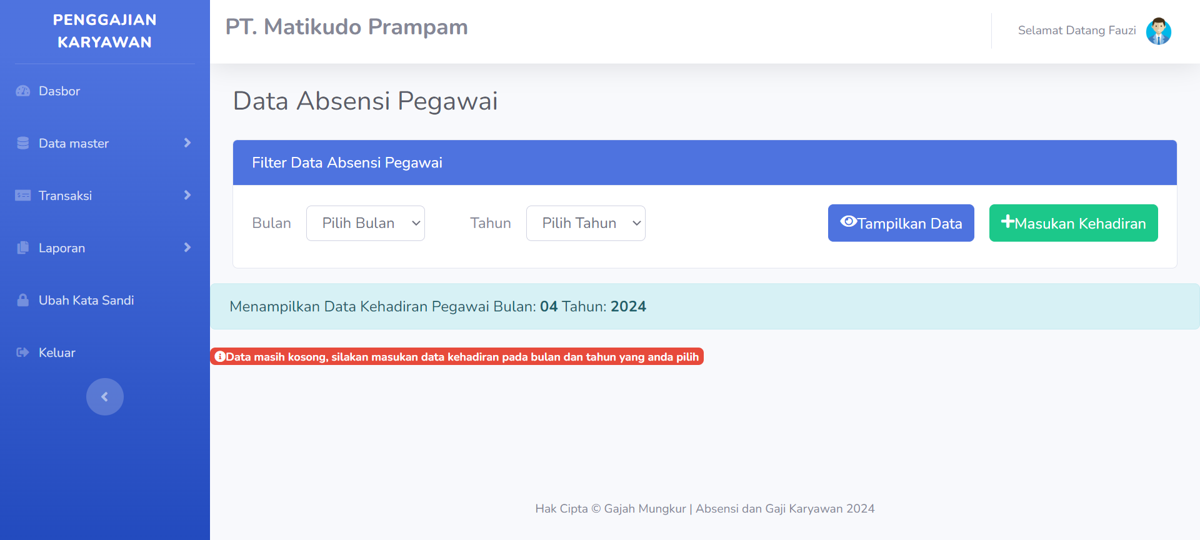 PENGGAJIAN
KARYAWAN
PT. Matikudo Prampam
Selamat Datang Fauzi
Dasbor
Data master
Transaksi
Laporan
Ubah Kata Sandi
Keluar
Data Absensi Pegawai
Filter Data Absensi Pegawai
Bulan Pilih Bulan Tahun Pilih Tahun Tampilkan Data Masukan Kehadiran
Menampilkan Data Kehadiran Pegawai Bulan: 04 Tahun: 2024
Data masih kosong, silakan masukan data kehadiran pada bulan dan tahun yang anda pilih
Hak Cipta © Gajah Mungkur | Absensi dan Gaji Karyawan 2024